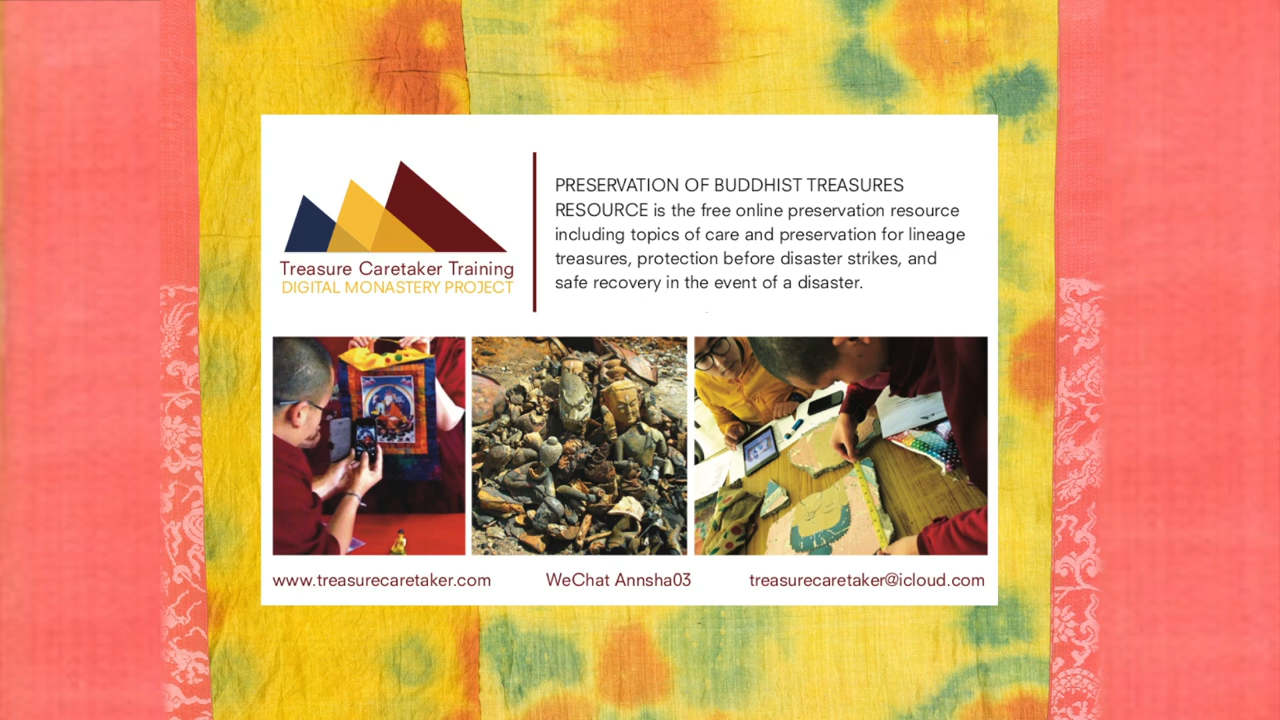 Treasure Caretaker Training
DIGITAL MONASTERY PROJECT
PRESERVATION OF BUDDHIST TREASURES
RESOURCE is the free online preservation resource
including topics of care and preservation for lineage
treasures, protection before disaster strikes, and
safe recovery in the event of a disaster.
www.treasurecaretaker.com
WeChat Annsha03
treasurecaretaker@icloud.com